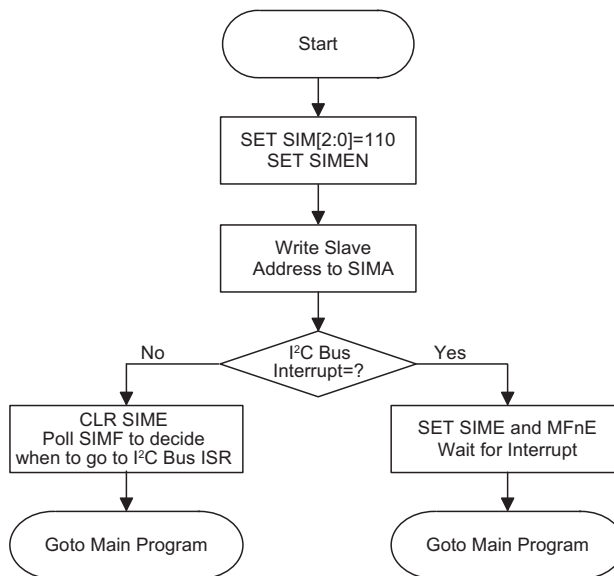 Start
SET SIM[2:0]=110
SET SIMEN
Write Slave
Address to SIMA
I²C Bus
Interrupt=?
No
Yes
CLR SIME
Poll SIMF to decide
when to go to I²C Bus ISR
SET SIME and MFnE
Wait for Interrupt
Goto Main Program
Goto Main Program